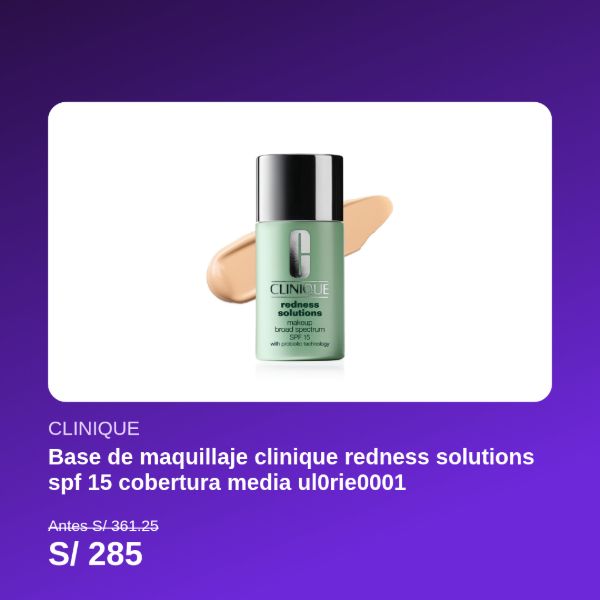 CLINIQUE
redness
solutions
makeup
broad spectrum
SPF 15
with probiotic technology
CLINIQUE
Base de maquillaje clinique redness solutions
spf 15 cobertura media ul0rie0001
Antes S/ 361.25
S/ 285